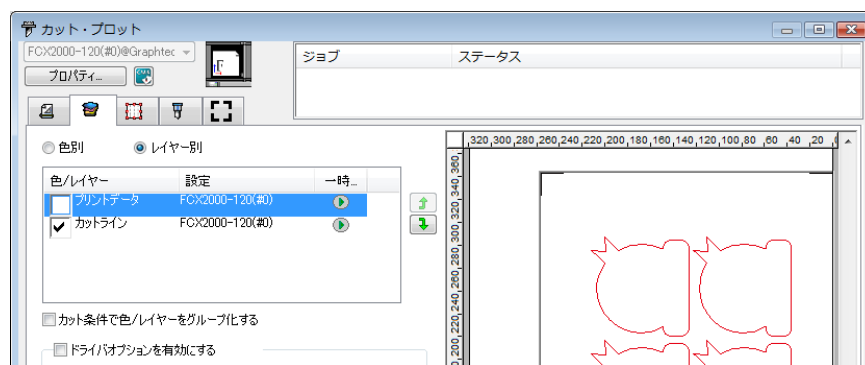 カット・プロット
FCX2000-120(#0)@Graphtec
プロパティ...
ジョブ ステータス
色別 レイヤー別
色/レイヤー 設定 一時...
プリントデータ FCX2000-120(#0)
カットライン FCX2000-120(#0)
カット条件で色/レイヤーをグループ化する
ドライバオプションを有効にする
,320,300,280,260,240,220,200,180,160,140,120,100,80 ,60 ,40 ,20
360,
340,
320,
300,
280,
260,
240,
220,
200,